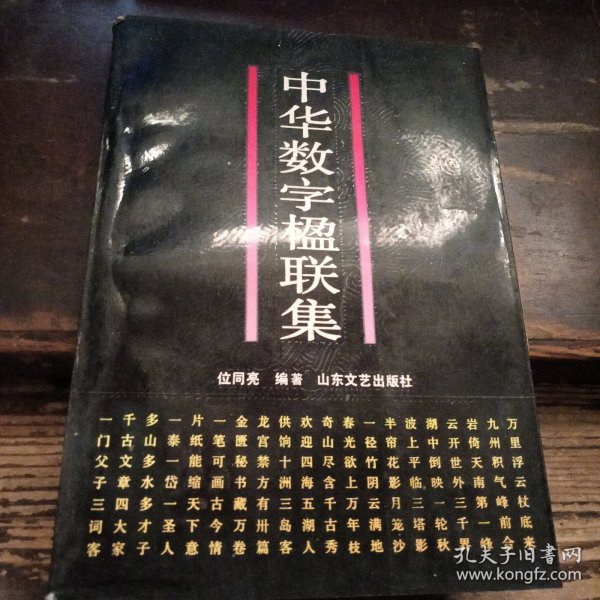 中华数字楹联集
位同亮 编著 山东文艺出版社
一门父子三词客
千古文章四大家
多山多水多才子
一泰一岱一圣人
片纸能缩天下意
一笔可画古今情
金匮秘书藏万卷
龙宫禁方有卅篇
供饷十洲三岛客
欢迎四海五湖人
奇山尽含千古秀
春光欲上万年枝
一径竹阴云满地
半帘花影月笼沙
波上平临三塔影
湖中倒映一轮秋
云开世外三千界
岩倚天南第一峰
九州积气峰前会
万里浮云杖底来
孔夫子旧书网
www.kongfz.com